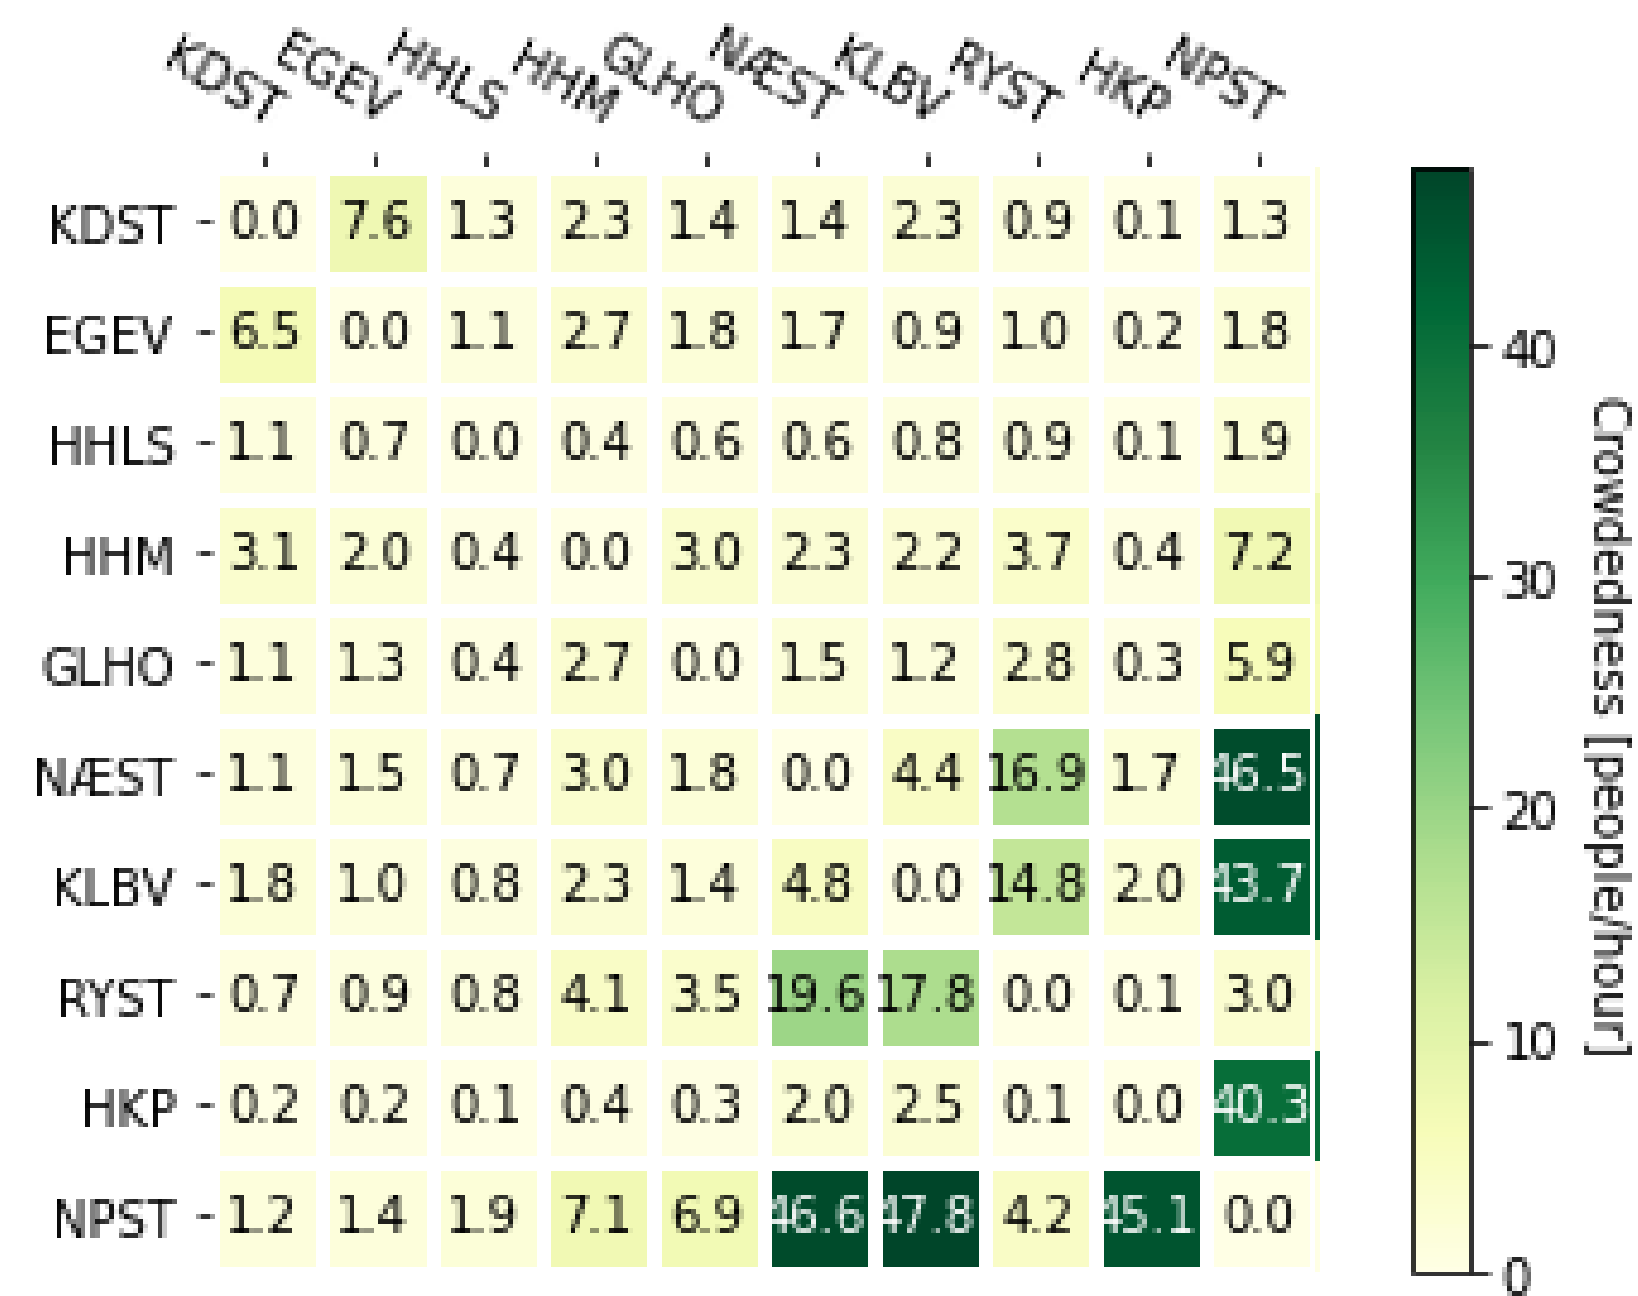 KDST EGEV HHLS HHM GLHO NÆST KLBV RYST HKP NPST
KDST 0.0 7.6 1.3 2.3 1.4 1.4 2.3 0.9 0.1 1.3
EGEV 6.5 0.0 1.1 2.7 1.8 1.7 0.9 1.0 0.2 1.8
HHLS 1.1 0.7 0.0 0.4 0.6 0.6 0.8 0.9 0.1 1.9
HHM 3.1 2.0 0.4 0.0 3.0 2.3 2.2 3.7 0.4 7.2
GLHO 1.1 1.3 0.4 2.7 0.0 1.5 1.2 2.8 0.3 5.9
NÆST 1.1 1.5 0.7 3.0 1.8 0.0 4.4 16.9 1.7 46.5
KLBV 1.8 1.0 0.8 2.3 1.4 4.8 0.0 14.8 2.0 43.7
RYST 0.7 0.9 0.8 4.1 3.5 19.6 17.8 0.0 0.1 3.0
HKP 0.2 0.2 0.1 0.4 0.3 2.0 2.5 0.1 0.0 40.3
NPST 1.2 1.4 1.9 7.1 6.9 46.6 47.8 4.2 45.1 0.0
40
30
20
10
0
Crowdedness [people/hour]